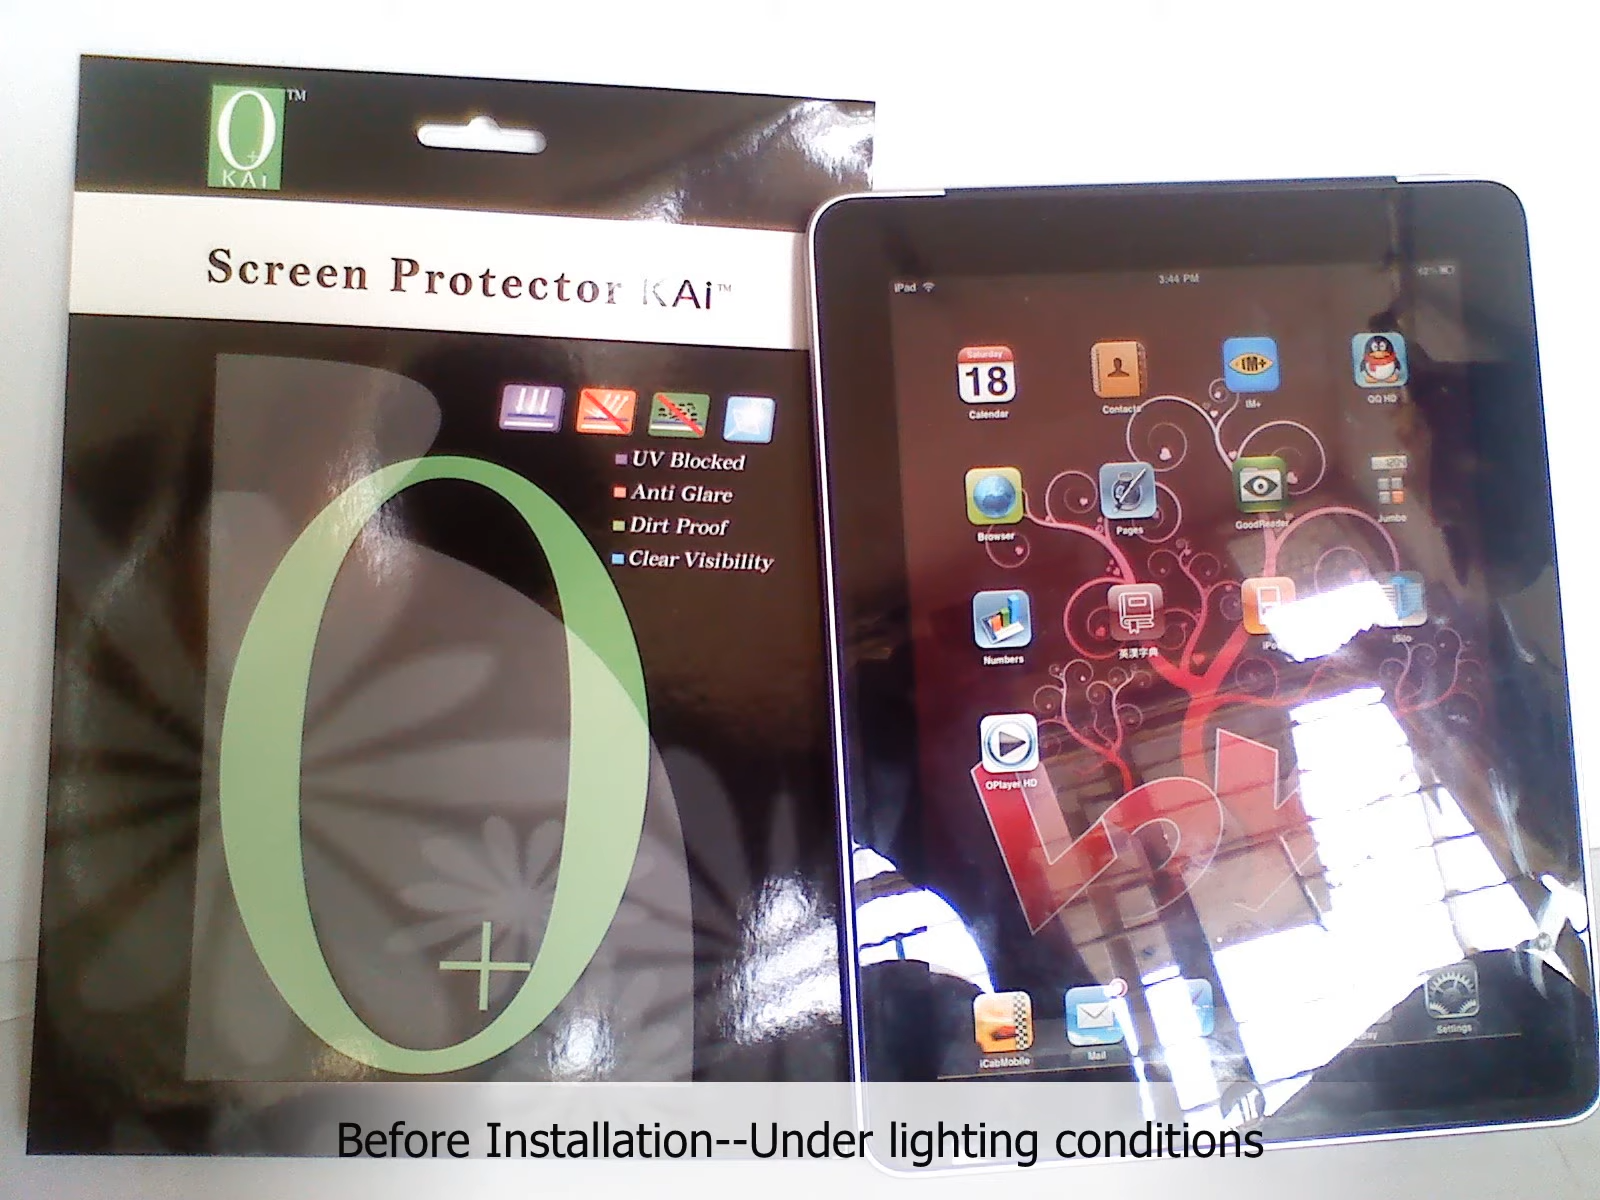 O+
KAi
TM
Screen Protector KAi™
UV Blocked
Anti Glare
Dirt Proof
Clear Visibility
O+
iPad
3:44 PM
Saturday
18
Calendar
Contacts
IM+
IM+
QQ HD
Browser
Pages
GoodReader
Jumbo
Numbers
英漢字典
iSilo
OPlayer HD
iCabMobile
Mail
Settings
Before Installation--Under lighting conditions